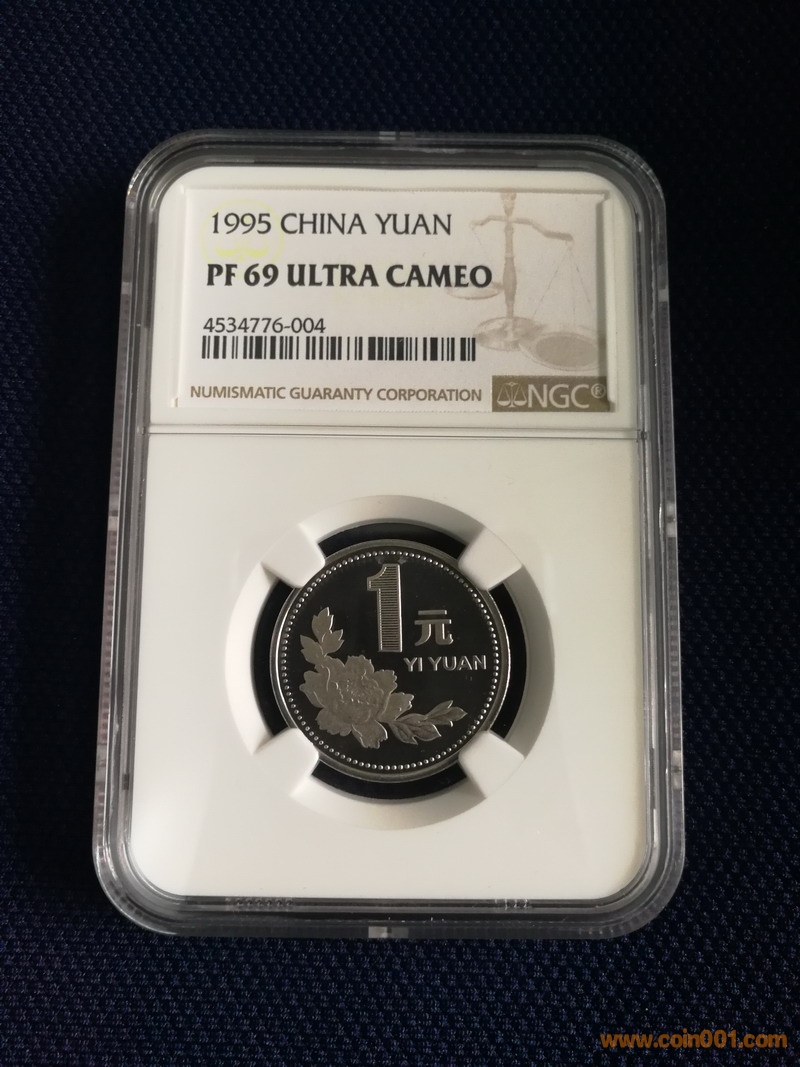 1995 CHINA YUAN
PF 69 ULTRA CAMEO
4534776-004
NUMISMATIC GUARANTY CORPORATION
NGC®
1元
YI YUAN
www.coin001.com